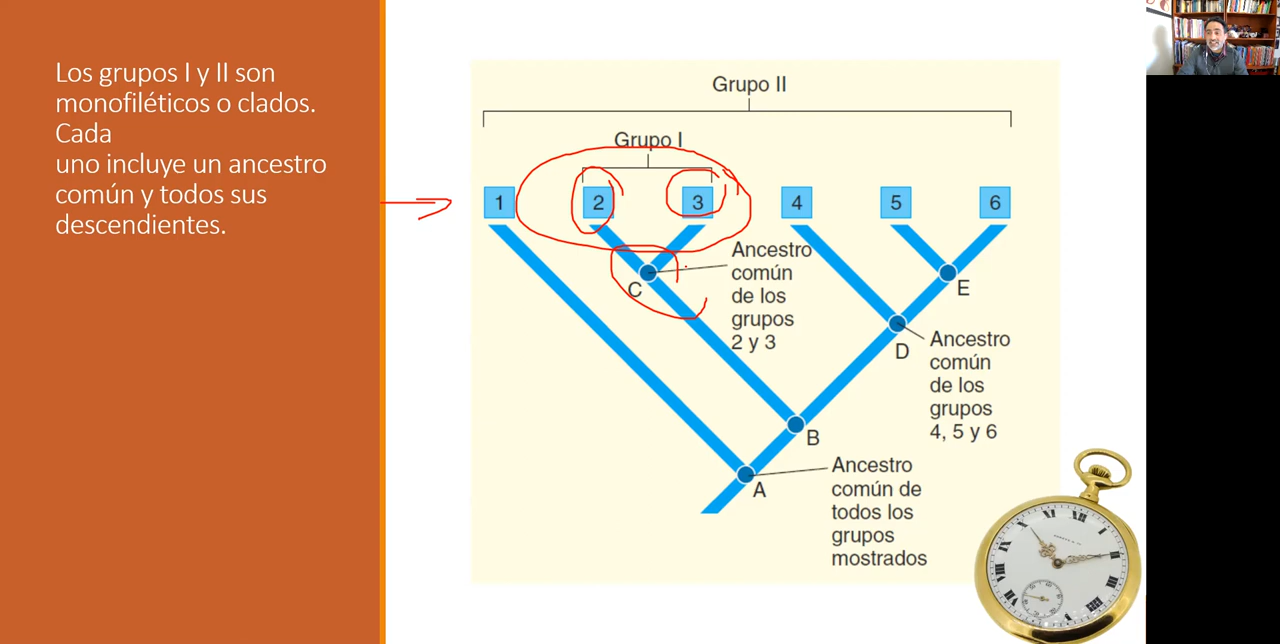 Los grupos I y II son
monofiléticos o clados.
Cada
uno incluye un ancestro
común y todos sus
descendientes.
Grupo II
Grupo I
1 2 3 4 5 6
Ancestro
común
de los
grupos
2 y 3
C
E
D
Ancestro
común
de los
grupos
4, 5 y 6
B
A
Ancestro
común de
todos los
grupos
mostrados